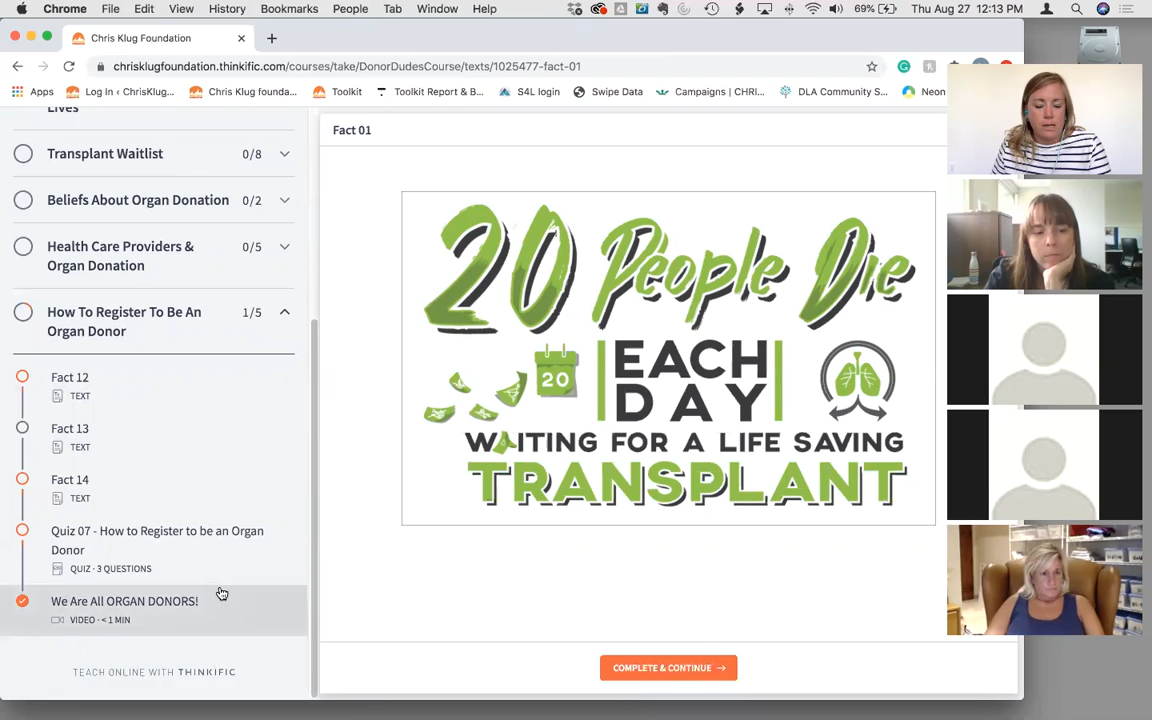 Chrome File Edit View History Bookmarks People Tab Window Help 69% Thu Aug 27 12:13 PM
Chris Klug Foundation
chrisklugfoundation.thinkific.com/courses/take/DonorDudesCourse/texts/1025477-fact-01
Apps Log In ‹ ChrisKlug... Chris Klug founda... Toolkit Toolkit Report & B... S4L login Swipe Data Campaigns | CHRI... DLA Community S... Neon
Lives
Transplant Waitlist 0/8
Beliefs About Organ Donation 0/2
Health Care Providers & 0/5
Organ Donation
How To Register To Be An 1/5
Organ Donor
Fact 12
TEXT
Fact 13
TEXT
Fact 14
TEXT
Quiz 07 - How to Register to be an Organ
Donor
QUIZ · 3 QUESTIONS
We Are All ORGAN DONORS!
VIDEO · < 1 MIN
TEACH ONLINE WITH THINKIFIC
Fact 01
20 People Die
20
EACH
DAY
WAITING FOR A LIFE SAVING
TRANSPLANT
COMPLETE & CONTINUE →